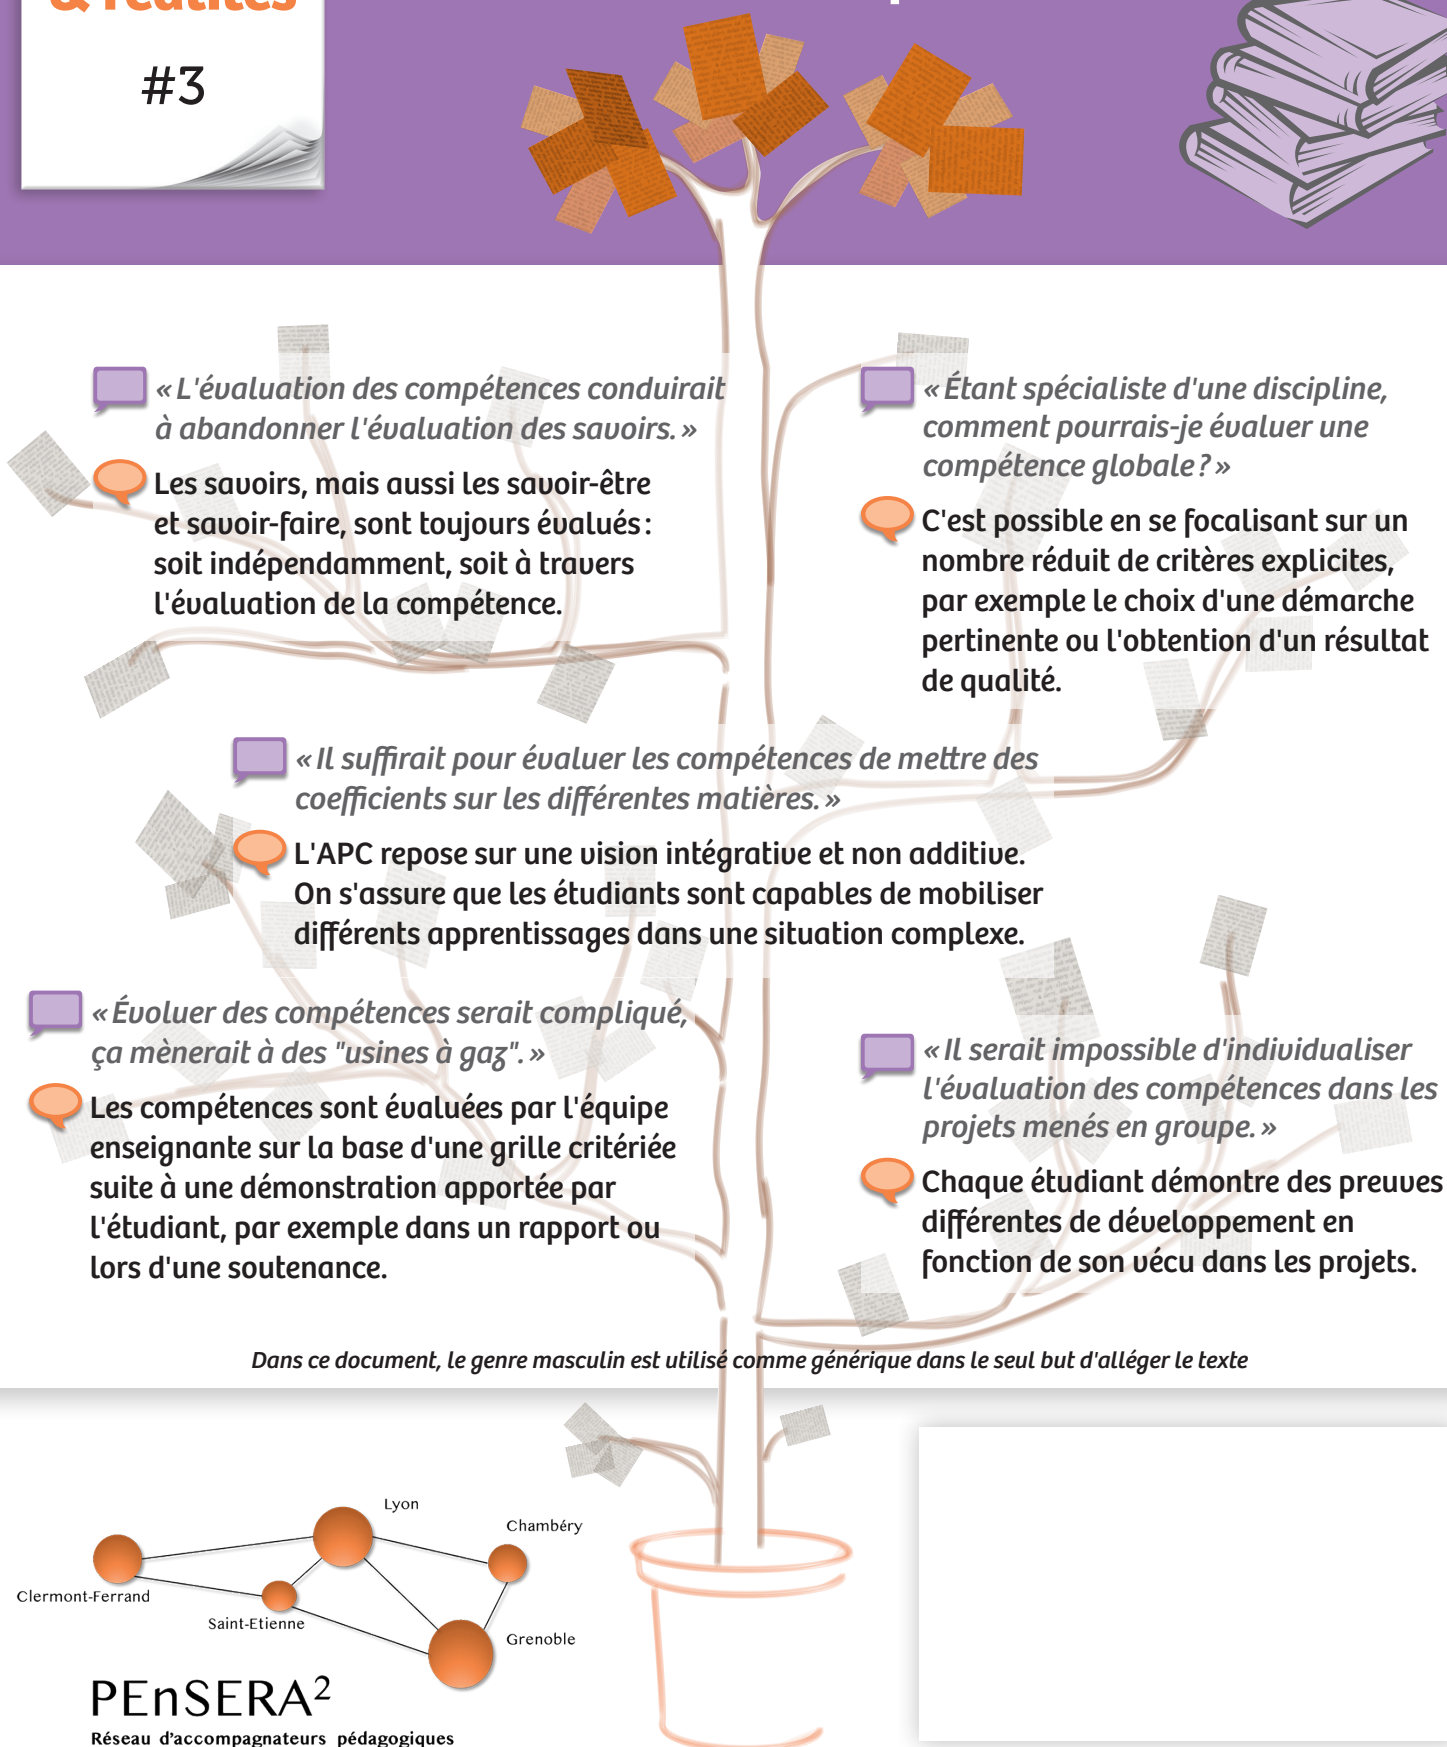 & réalités
#3
« L'évaluation des compétences conduirait
à abandonner l'évaluation des savoirs. »
Les savoirs, mais aussi les savoir-être
et savoir-faire, sont toujours évalués :
soit indépendamment, soit à travers
l'évaluation de la compétence.
« Étant spécialiste d'une discipline,
comment pourrais-je évaluer une
compétence globale ? »
C'est possible en se focalisant sur un
nombre réduit de critères explicites,
par exemple le choix d'une démarche
pertinente ou l'obtention d'un résultat
de qualité.
« Il suffirait pour évaluer les compétences de mettre des
coefficients sur les différentes matières. »
L'APC repose sur une vision intégrative et non additive.
On s'assure que les étudiants sont capables de mobiliser
différents apprentissages dans une situation complexe.
« Évoluer des compétences serait compliqué,
ça mènerait à des "usines à gaz". »
Les compétences sont évaluées par l'équipe
enseignante sur la base d'une grille critériée
suite à une démonstration apportée par
l'étudiant, par exemple dans un rapport ou
lors d'une soutenance.
« Il serait impossible d'individualiser
l'évaluation des compétences dans les
projets menés en groupe. »
Chaque étudiant démontre des preuves
différentes de développement en
fonction de son vécu dans les projets.
Dans ce document, le genre masculin est utilisé comme générique dans le seul but d'alléger le texte
Lyon
Chambéry
Clermont-Ferrand
Saint-Etienne
Grenoble
PEnSERA²
Réseau d'accompagnateurs pédagogiques